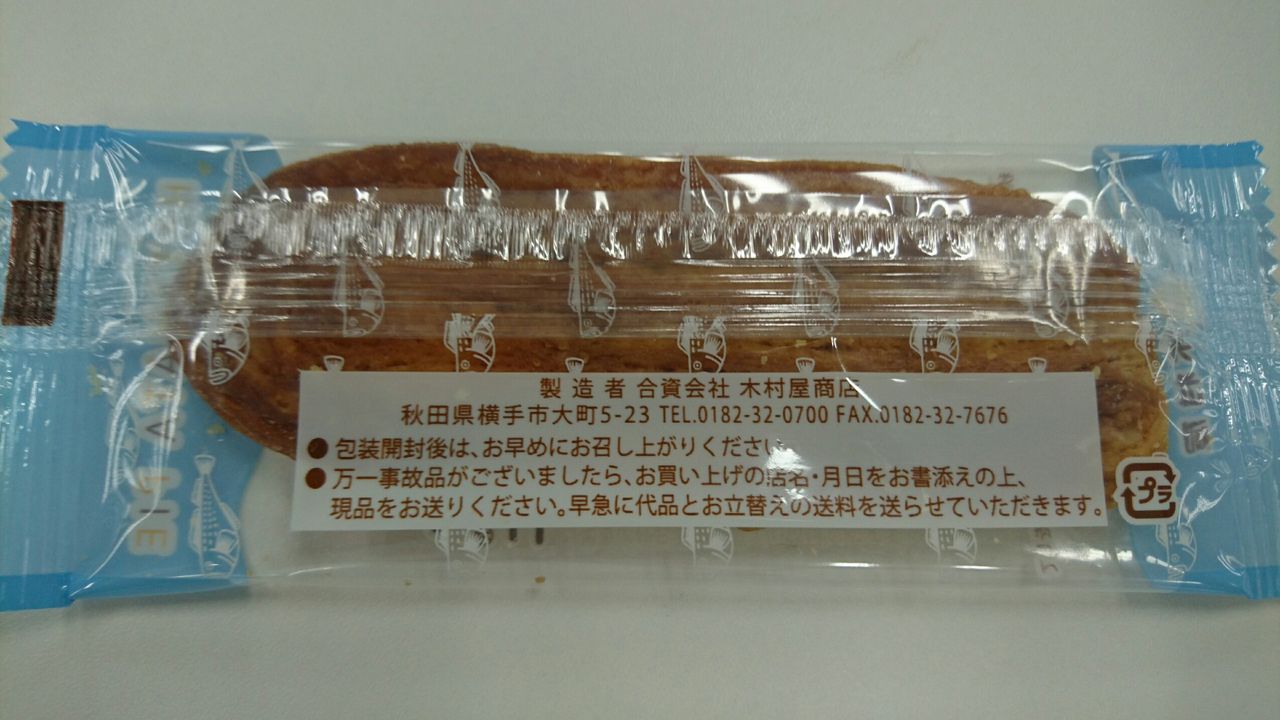 製造者 合資会社 木村屋商店
秋田県横手市大町5-23 TEL.0182-32-0700 FAX.0182-32-7676
●包装開封後は、お早めにお召し上がりください
●万一事故品がございましたら、お買い上げの店名・月日をお書添えの上、
現品をお送りください。早急に代品とお立替えの送料を送らせていただきます。
プラ